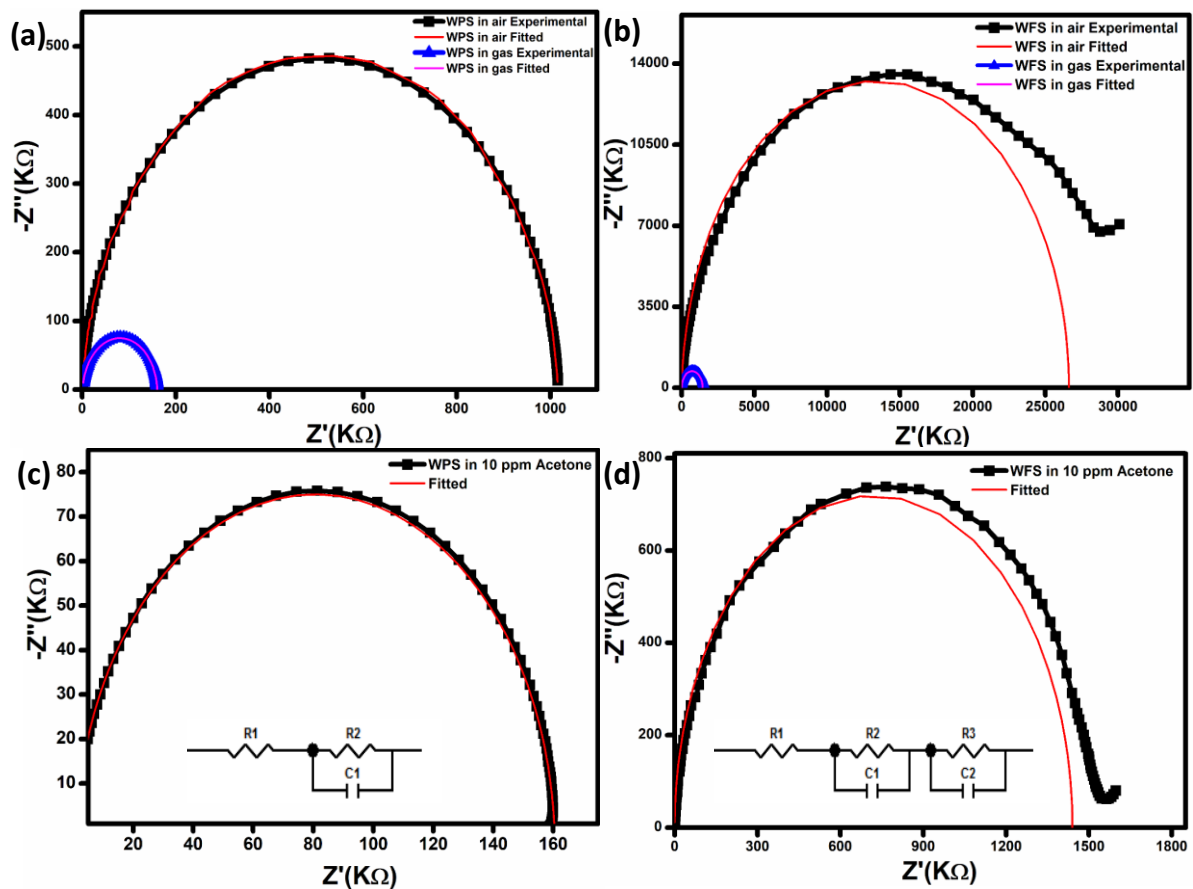 (a)
WPS in air Experimental
WPS in air Fitted
WPS in gas Experimental
WPS in gas Fitted
-Z''(KΩ)
500
400
300
200
100
0
0 200 400 600 800 1000
Z'(KΩ)
(b)
WFS in air Experimental
WFS in air Fitted
WFS in gas Experimental
WFS in gas Fitted
-Z''(KΩ)
14000
10500
7000
3500
0
0 5000 10000 15000 20000 25000 30000
Z'(KΩ)
(c)
WPS in 10 ppm Acetone
Fitted
-Z''(KΩ)
80
70
60
50
40
30
20
10
R1 R2
C1
20 40 60 80 100 120 140 160
Z'(KΩ)
(d)
WFS in 10 ppm Acetone
Fitted
-Z''(KΩ)
800
600
400
200
0
R1 R2 R3
C1 C2
0 300 600 900 1200 1500 1800
Z'(KΩ)